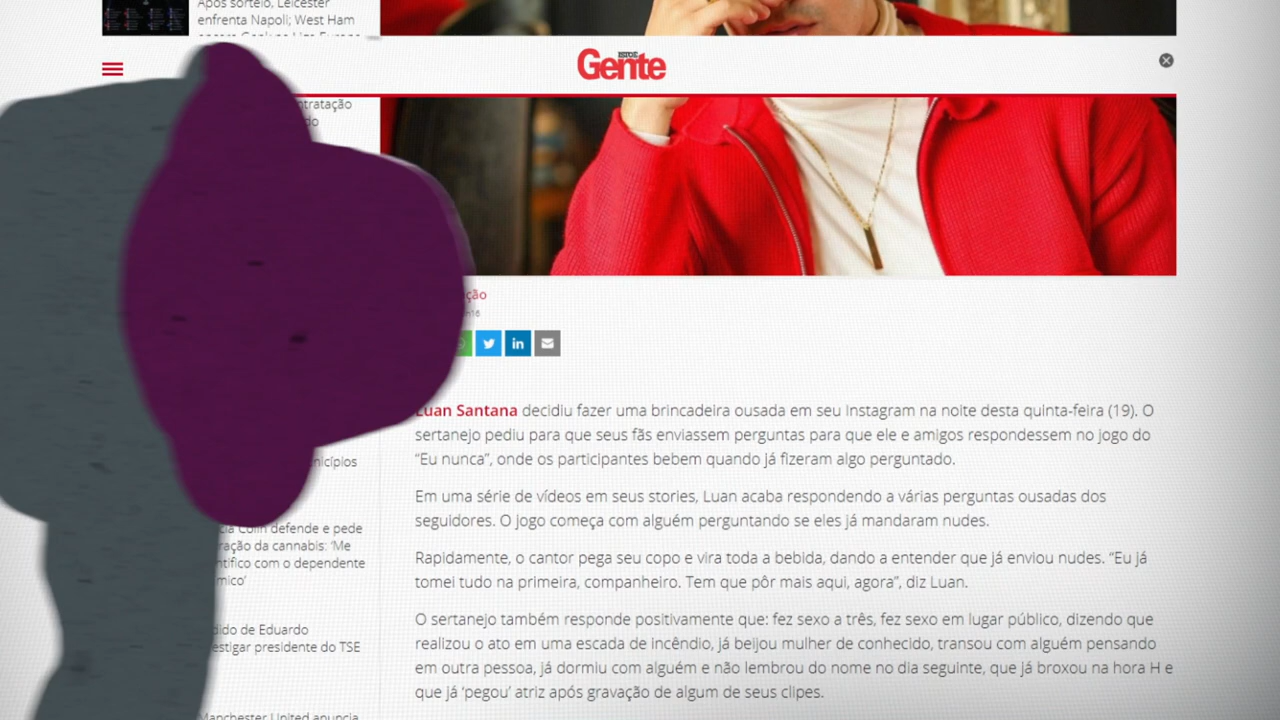 Após sorteio, Leicester
enfrenta Napoli; West Ham
ISTOÉ
Gente
in
Luan Santana decidiu fazer uma brincadeira ousada em seu Instagram na noite desta quinta-feira (19). O
sertanejo pediu para que seus fãs enviassem perguntas para que ele e amigos respondessem no jogo do
“Eu nunca”, onde os participantes bebem quando já fizeram algo perguntado.
Em uma série de vídeos em seus stories, Luan acaba respondendo a várias perguntas ousadas dos
seguidores. O jogo começa com alguém perguntando se eles já mandaram nudes.
Rapidamente, o cantor pega seu copo e vira toda a bebida, dando a entender que já enviou nudes. “Eu já
tomei tudo na primeira, companheiro. Tem que pôr mais aqui, agora”, diz Luan.
O sertanejo também responde positivamente que: fez sexo a três, fez sexo em lugar público, dizendo que
realizou o ato em uma escada de incêndio, já beijou mulher de conhecido, transou com alguém pensando
em outra pessoa, já dormiu com alguém e não lembrou do nome no dia seguinte, que já broxou na hora H e
que já ‘pegou’ atriz após gravação de algum de seus clipes.
Colin defende e pede
da cannabis: ‘Me
com o dependente
de Eduardo
presidente do TSE
Manchester United anuncia